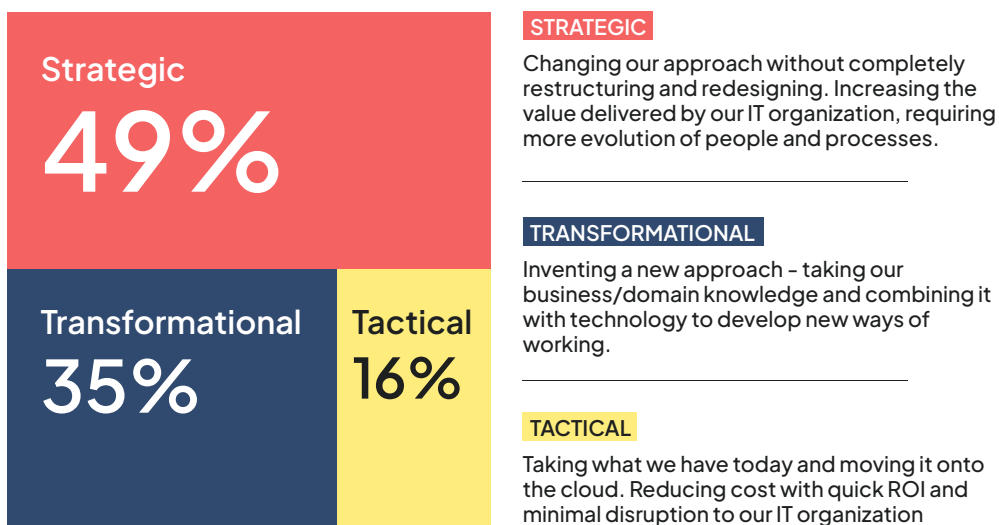 Strategic
49%
Transformational
35%
Tactical
16%
STRATEGIC
Changing our approach without completely
restructuring and redesigning. Increasing the
value delivered by our IT organization, requiring
more evolution of people and processes.
TRANSFORMATIONAL
Inventing a new approach - taking our
business/domain knowledge and combining it
with technology to develop new ways of
working.
TACTICAL
Taking what we have today and moving it onto
the cloud. Reducing cost with quick ROI and
minimal disruption to our IT organization